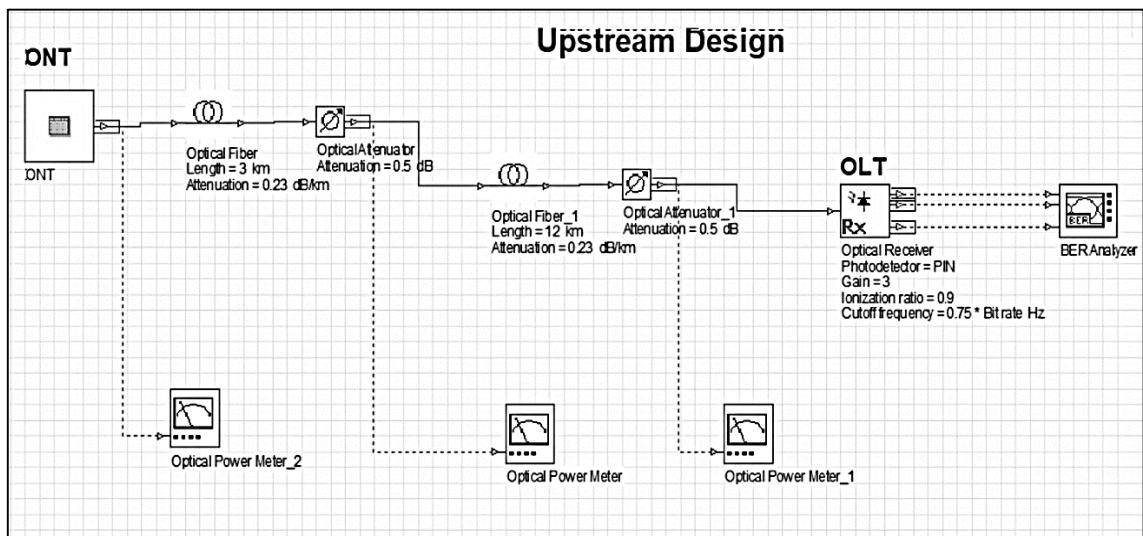 Upstream Design
ONT
ONT
Optical Fiber
Length = 3 km
Attenuation = 0.23 dB/km
Optical Attenuator
Attenuation = 0.5 dB
Optical Fiber_1
Length = 12 km
Attenuation = 0.23 dB/km
Optical Attenuator_1
Attenuation = 0.5 dB
OLT
Rx
Optical Receiver
Photodetector = PIN
Gain = 3
Ionization ratio = 0.9
Cutoff frequency = 0.75 * Bit rate Hz
BER
BER Analyzer
Optical Power Meter_2
Optical Power Meter
Optical Power Meter_1